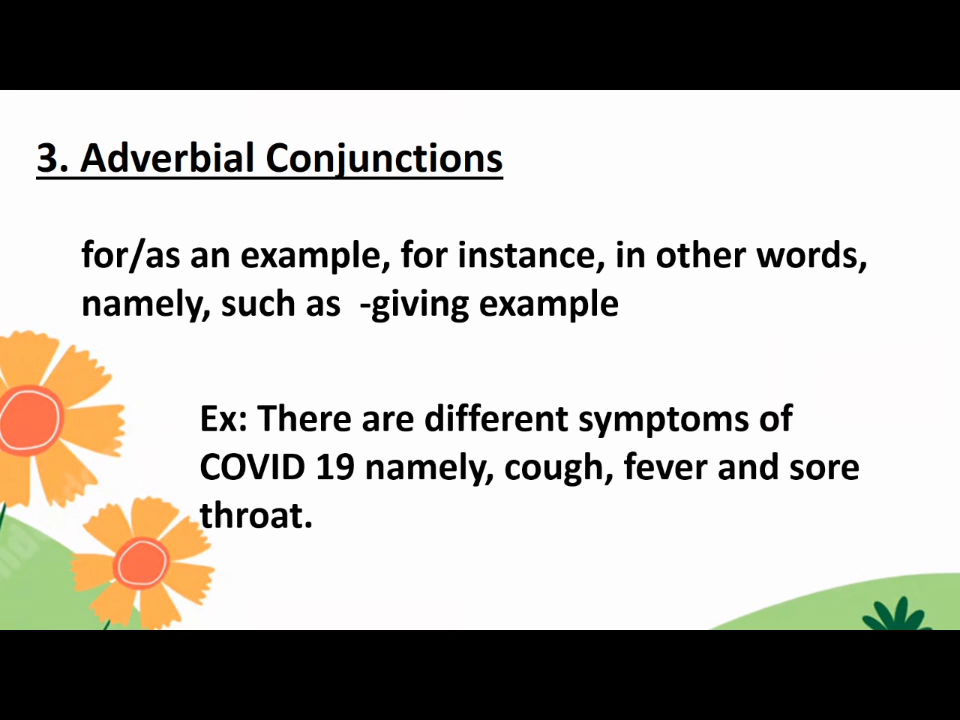 3. Adverbial Conjunctions
for/as an example, for instance, in other words,
namely, such as -giving example
Ex: There are different symptoms of
COVID 19 namely, cough, fever and sore
throat.